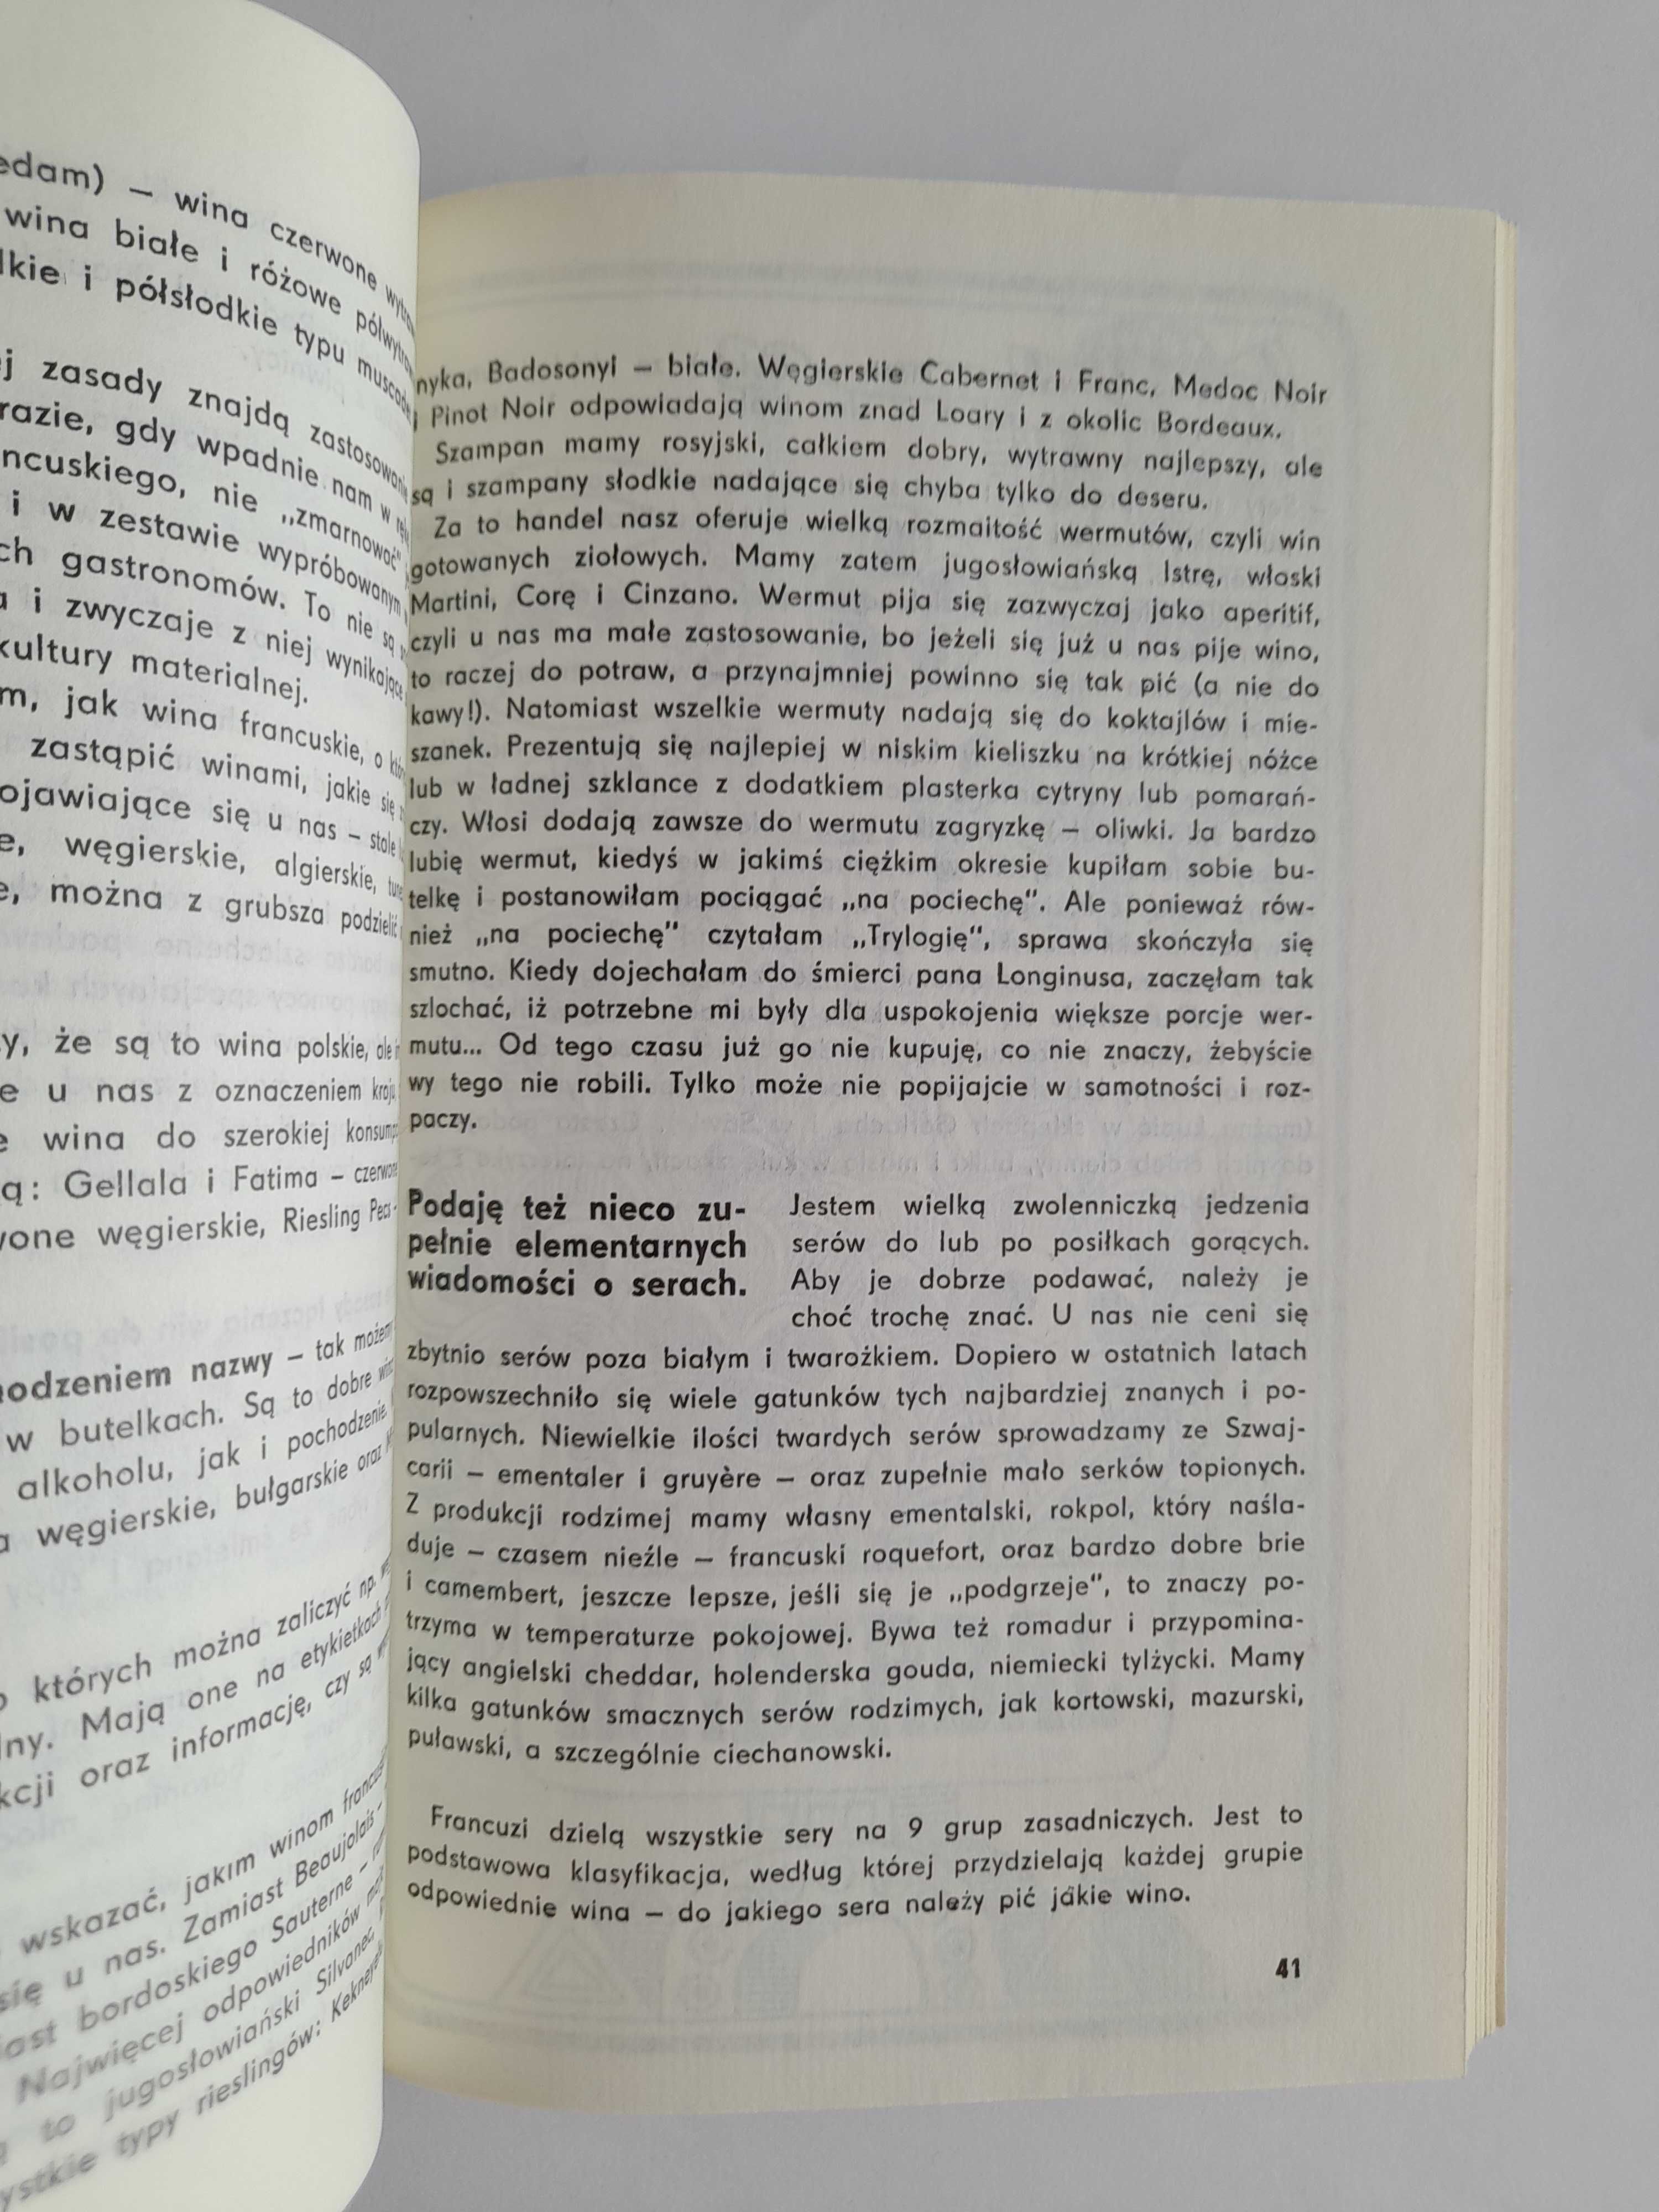 edam) – wina czerwone
wina białe i różowe
i półsłodkie typu
zasady znajdą
razie, gdy wpadnie nam w
nie „zmarnować"
i w zestawie wypróbowanym
gastronomów. To nie są
i zwyczaje z niej wynikające
kultury materialnej.
jak wina francuskie, o
zastąpić winami, jakie się
się u nas – stale
węgierskie, algierskie,
można z grubsza podzielić
że są to wina polskie, ale
u nas z oznaczeniem kraju
wina do szerokiej
Gellala i Fatima – czerwone
węgierskie, Riesling Pecs-
nazwy – tak możemy
w butelkach. Są to dobre
alkoholu, jak i pochodzenie.
węgierskie, bułgarskie oraz
których można zaliczyć np.
Mają one na etykietkach
oraz informację, czy są
wskazać, jakim winom
się u nas. Zamiast Beaujolais –
bordoskiego Sauterne –
Najwięcej odpowiedników
to jugosłowiański Silvanec,
typy rieslingów:
nyka, Badosonyi – białe. Węgierskie Cabernet i Franc, Medoc Noir
i Pinot Noir odpowiadają winom znad Loary i z okolic Bordeaux.
Szampan mamy rosyjski, całkiem dobry, wytrawny najlepszy, ale
są i szampany słodkie nadające się chyba tylko do deseru.
Za to handel nasz oferuje wielką rozmaitość wermutów, czyli win
gotowanych ziołowych. Mamy zatem jugosłowiańską Istrę, włoski
Martini, Corę i Cinzano. Wermut pija się zazwyczaj jako aperitif,
czyli u nas ma małe zastosowanie, bo jeżeli się już u nas pije wino,
to raczej do potraw, a przynajmniej powinno się tak pić (a nie do
kawy!). Natomiast wszelkie wermuty nadają się do koktajlów i mie-
szanek. Prezentują się najlepiej w niskim kieliszku na krótkiej nóżce
lub w ładnej szklance z dodatkiem plasterka cytryny lub pomarań-
czy. Włosi dodają zawsze do wermutu zagryzkę – oliwki. Ja bardzo
lubię wermut, kiedyś w jakimś ciężkim okresie kupiłam sobie bu-
telkę i postanowiłam pociągać „na pociechę". Ale ponieważ rów-
nież „na pociechę" czytałam „Trylogię", sprawa skończyła się
smutno. Kiedy dojechałam do śmierci pana Longinusa, zaczęłam tak
szlochać, iż potrzebne mi były dla uspokojenia większe porcje wer-
mutu... Od tego czasu już go nie kupuję, co nie znaczy, żebyście
wy tego nie robili. Tylko może nie popijajcie w samotności i roz-
paczy.
Podaję też nieco zu-
pełnie elementarnych
wiadomości o serach.
Jestem wielką zwolenniczką jedzenia
serów do lub po posiłkach gorących.
Aby je dobrze podawać, należy je
choć trochę znać. U nas nie ceni się
zbytnio serów poza białym i twarożkiem. Dopiero w ostatnich latach
rozpowszechniło się wiele gatunków tych najbardziej znanych i po-
pularnych. Niewielkie ilości twardych serów sprowadzamy ze Szwaj-
carii – ementaler i gruyère – oraz zupełnie mało serków topionych.
Z produkcji rodzimej mamy własny ementalski, rokpol, który naśla-
duje – czasem nieźle – francuski roquefort, oraz bardzo dobre brie
i camembert, jeszcze lepsze, jeśli się je „podgrzeje", to znaczy po-
trzyma w temperaturze pokojowej. Bywa też romadur i przypomina-
jący angielski cheddar, holenderska gouda, niemiecki tylżycki. Mamy
kilka gatunków smacznych serów rodzimych, jak kortowski, mazurski,
puławski, a szczególnie ciechanowski.
Francuzi dzielą wszystkie sery na 9 grup zasadniczych. Jest to
podstawowa klasyfikacja, według której przydzielają każdej grupie
odpowiednie wina – do jakiego sera należy pić jakie wino.
41